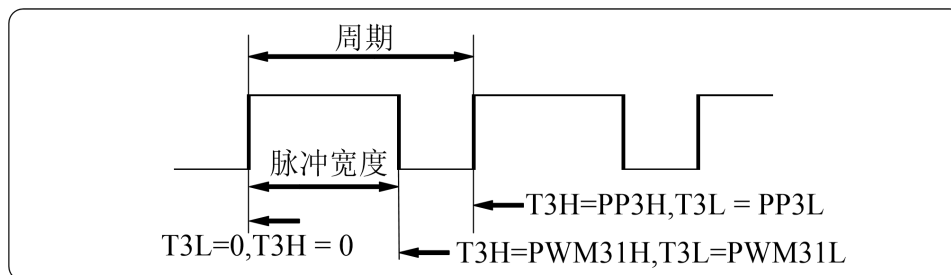 周期
脉冲宽度
T3H=PP3H,T3L = PP3L
T3L=0,T3H = 0
T3H=PWM31H,T3L=PWM31L